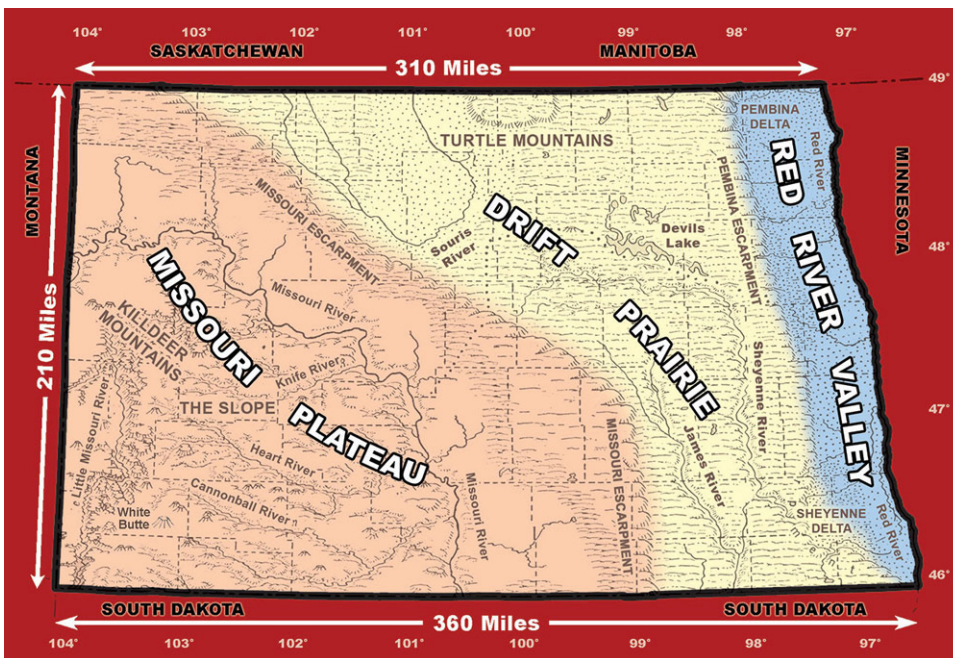 104° 103° 102° 101° 100° 99° 98° 97°
SASKATCHEWAN MANITOBA
310 Miles
49°
PEMBINA
DELTA
TURTLE MOUNTAINS
Red River
RED RIVER VALLEY
MONTANA
MINNESOTA
PEMBINA ESCARPMENT
MISSOURI ESCARPMENT
DRIFT PRAIRIE
Devils
Lake
Souris
River
48°
MISSOURI PLATEAU
Missouri River
KILLDEER
MOUNTAINS
210 Miles
Knife River
Sheyenne River
THE SLOPE
47°
James River
Little Missouri River
Heart River
MISSOURI ESCARPMENT
Cannonball River
Missouri River
White
Butte
SHEYENNE
DELTA
Red River
46°
SOUTH DAKOTA SOUTH DAKOTA
360 Miles
104° 103° 102° 101° 100° 99° 98° 97°